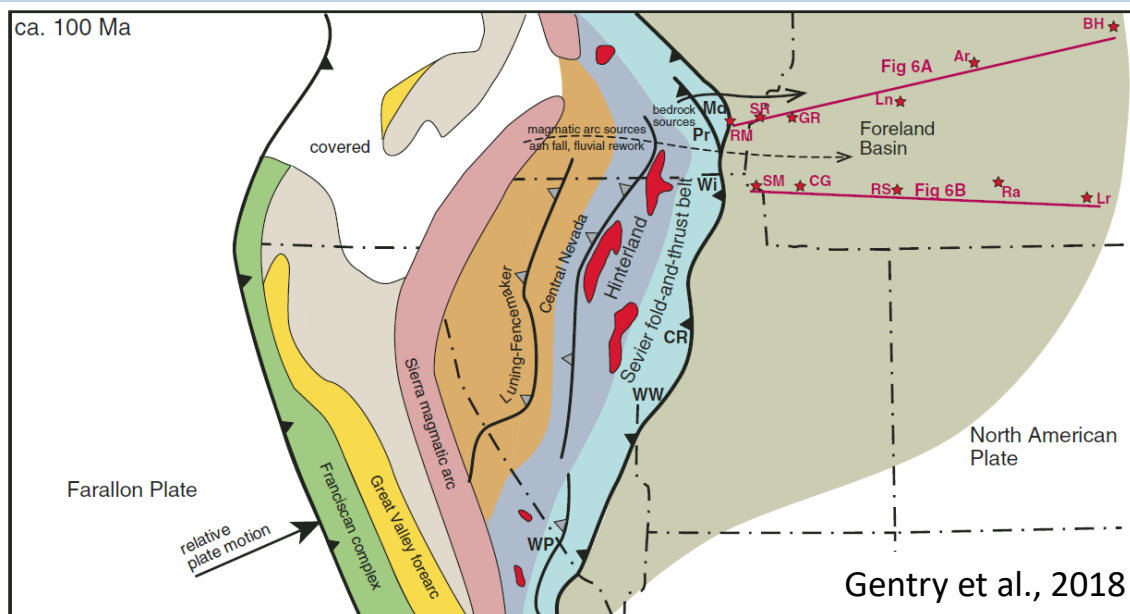 ca. 100 Ma
BH
Ar
Fig 6A
Ln
bedrock
sources
Md
SR
GR
RM
Pr
magmatic arc sources
ash fall, fluvial rework
covered
Foreland
Basin
Wi
SM
CG
RS
Fig 6B
Ra
Lr
Luning-Fencemaker
Central Nevada
Hinterland
Sevier fold-and-thrust belt
CR
WW
Sierra magmatic arc
North American
Plate
Farallon Plate
relative
plate motion
Franciscan complex
Great Valley forearc
WP
Gentry et al., 2018